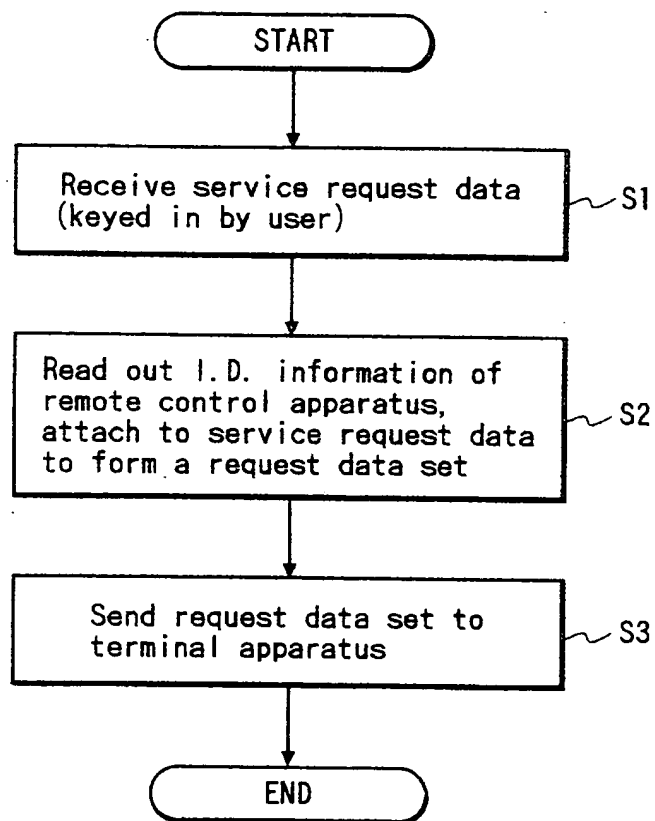 START
Receive service request data
(keyed in by user)
S1
Read out I.D. information of
remote control apparatus,
attach to service request data
to form a request data set
S2
Send request data set to
terminal apparatus
S3
END